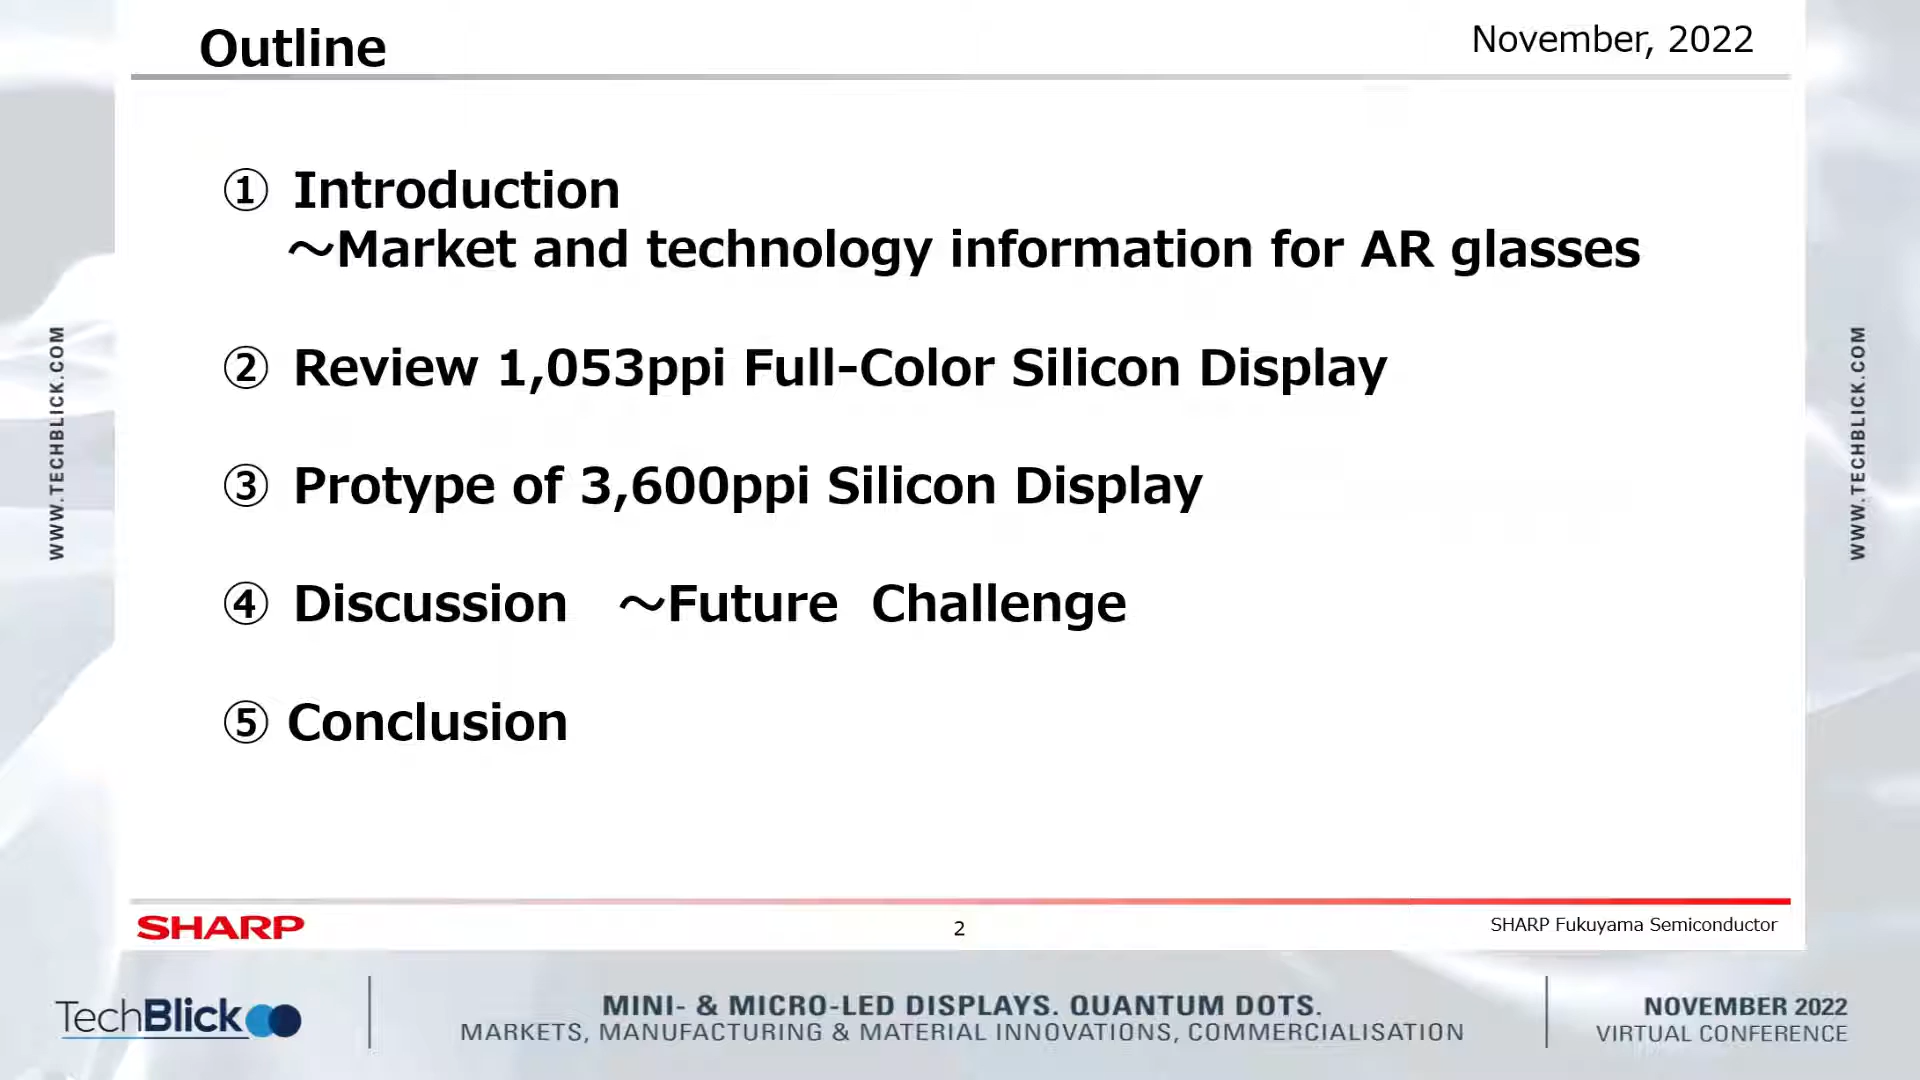 Outline
November, 2022
① Introduction
～Market and technology information for AR glasses
② Review 1,053ppi Full-Color Silicon Display
③ Protype of 3,600ppi Silicon Display
④ Discussion ～Future Challenge
⑤ Conclusion
WWW.TECHBLICK.COM
WWW.TECHBLICK.COM
SHARP
2
SHARP Fukuyama Semiconductor
TechBlick
MINI- & MICRO-LED DISPLAYS. QUANTUM DOTS.
MARKETS, MANUFACTURING & MATERIAL INNOVATIONS, COMMERCIALISATION
NOVEMBER 2022
VIRTUAL CONFERENCE